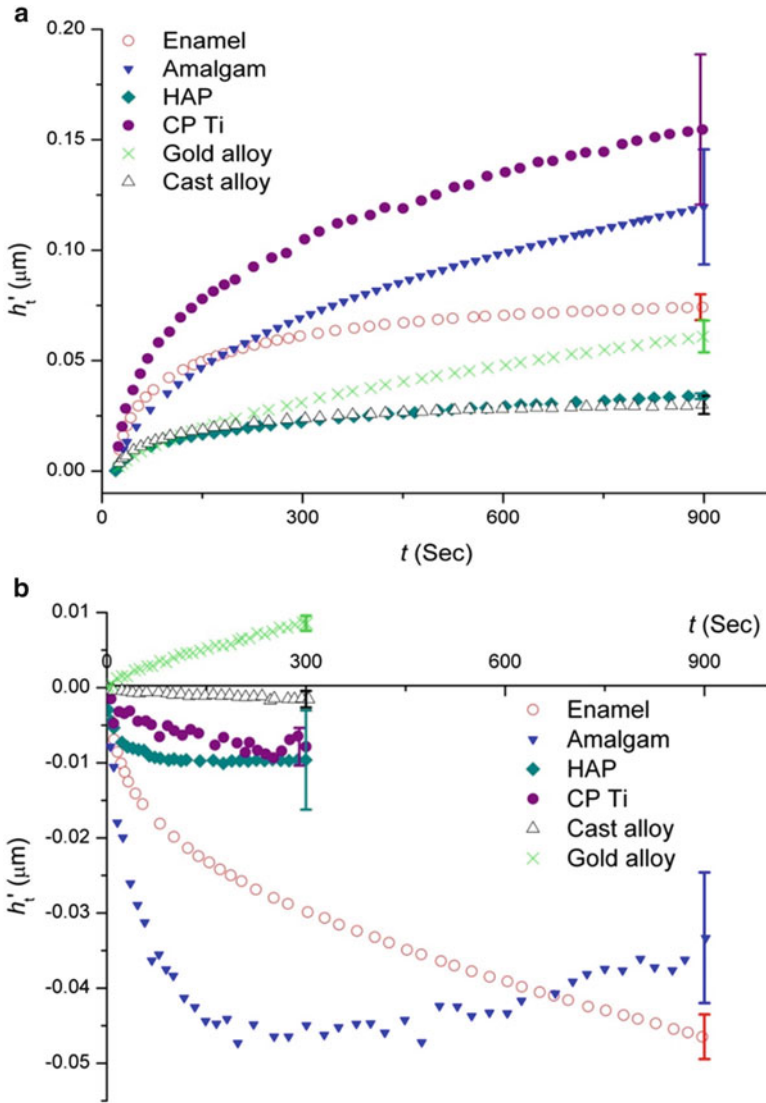 a
0.20
Enamel
Amalgam
HAP
CP Ti
Gold alloy
Cast alloy
0.15
0.10
0.05
0.00
hₜ' (μm)
0 300 600 900
t (Sec)
b
0.01
0.00
-0.01
-0.02
-0.03
-0.04
-0.05
hₜ' (μm)
t (Sec)
0 300 600 900
Enamel
Amalgam
HAP
CP Ti
Cast alloy
Gold alloy